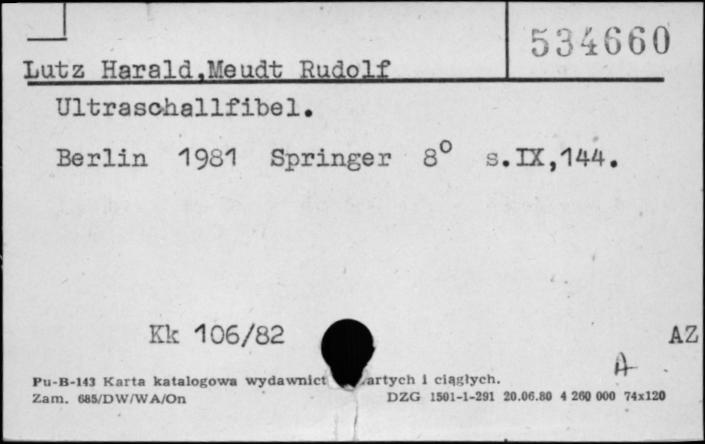 534660
Lutz Harald,Meudt Rudolf
Ultraschallfibel.
Berlin 1981 Springer 8° s.IX,144.
Kk 106/82
AZ
A
Pu-B-143 Karta katalogowa wydawnict artych i ciągłych.
Zam. 685/DW/WA/On DZG 1501-1-291 20.06.80 4 260 000 74x120